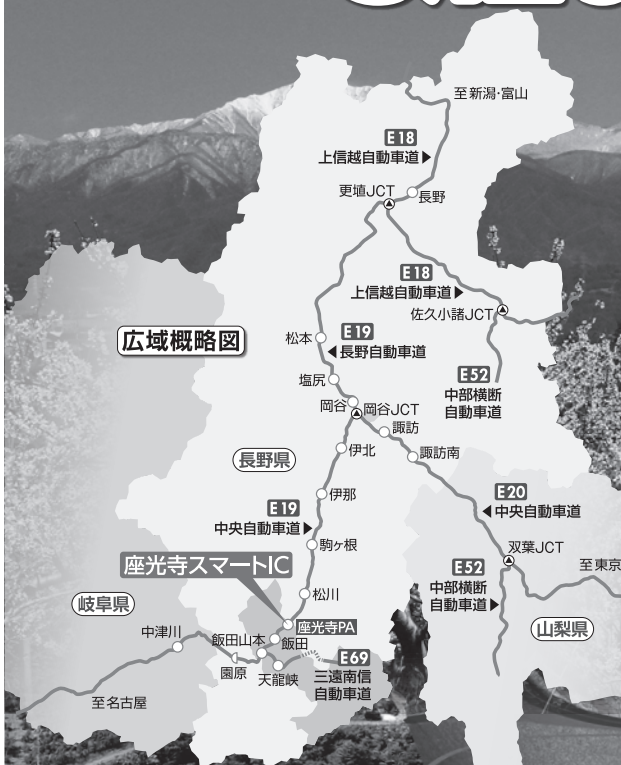 至新潟・富山
E18
上信越自動車道▶
更埴JCT
長野
E18
上信越自動車道▶
佐久小諸JCT
広域概略図
松本
E19
◀長野自動車道
塩尻
E52
中部横断
自動車道
岡谷
岡谷JCT
諏訪
伊北
諏訪南
長野県
伊那
E20
◀中央自動車道
E19
中央自動車道▶
駒ヶ根
双葉JCT
至東京
座光寺スマートIC
E52
中部横断
自動車道▶
松川
岐阜県
座光寺PA
山梨県
中津川
飯田山本
飯田
園原
天龍峡
E69
三遠南信
自動車道
至名古屋